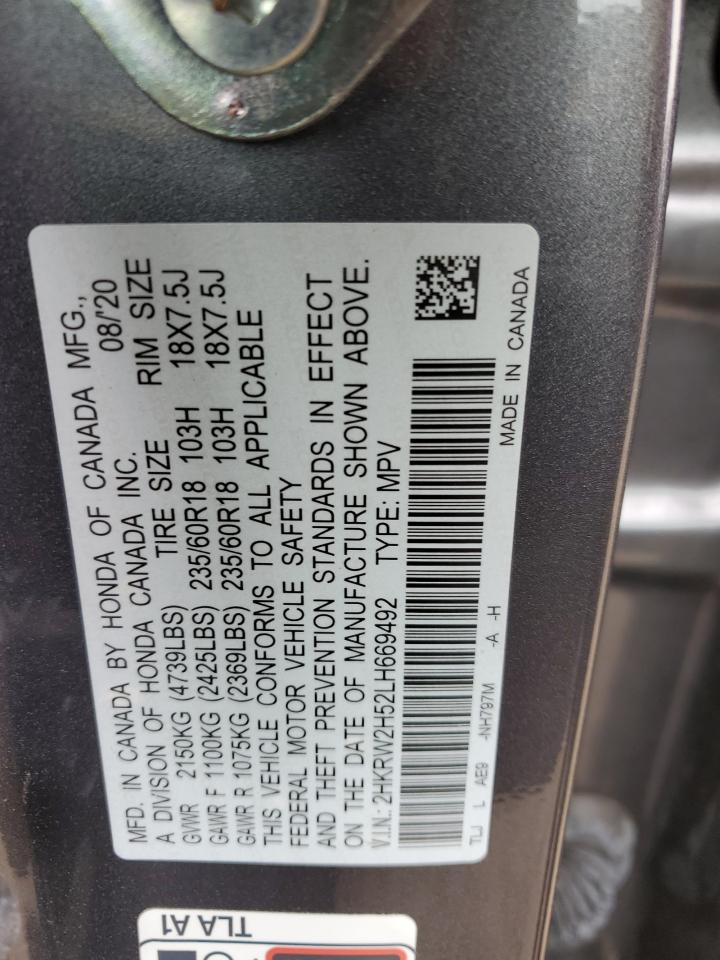 MFD. IN CANADA BY HONDA OF CANADA MFG.,
A DIVISION OF HONDA CANADA INC. 08/'20
GVWR 2150KG (4739LBS) TIRE SIZE RIM SIZE
GAWR F 1100KG (2425LBS) 235/60R18 103H 18X7.5J
GAWR R 1075KG (2369LBS) 235/60R18 103H 18X7.5J
THIS VEHICLE CONFORMS TO ALL APPLICABLE
FEDERAL MOTOR VEHICLE SAFETY
AND THEFT PREVENTION STANDARDS IN EFFECT
ON THE DATE OF MANUFACTURE SHOWN ABOVE.
V.I.N.: 2HKRW2H52LH669492 TYPE: MPV
TLJ L AE9 -NH797M -A -H MADE IN CANADA
TLA A1